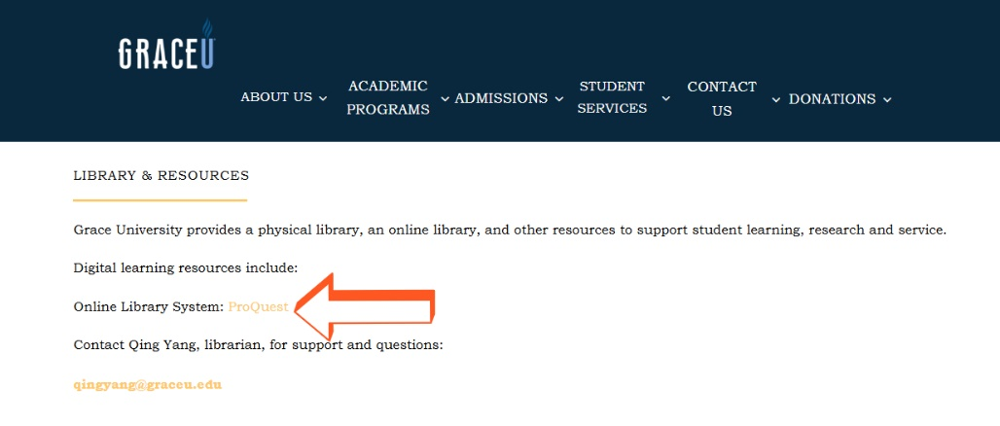 GRACEU
ABOUT US
ACADEMIC
PROGRAMS
ADMISSIONS
STUDENT
SERVICES
CONTACT
US
DONATIONS
LIBRARY & RESOURCES
Grace University provides a physical library, an online library, and other resources to support student learning, research and service.
Digital learning resources include:
Online Library System: ProQuest
Contact Qing Yang, librarian, for support and questions:
qingyang@graceu.edu